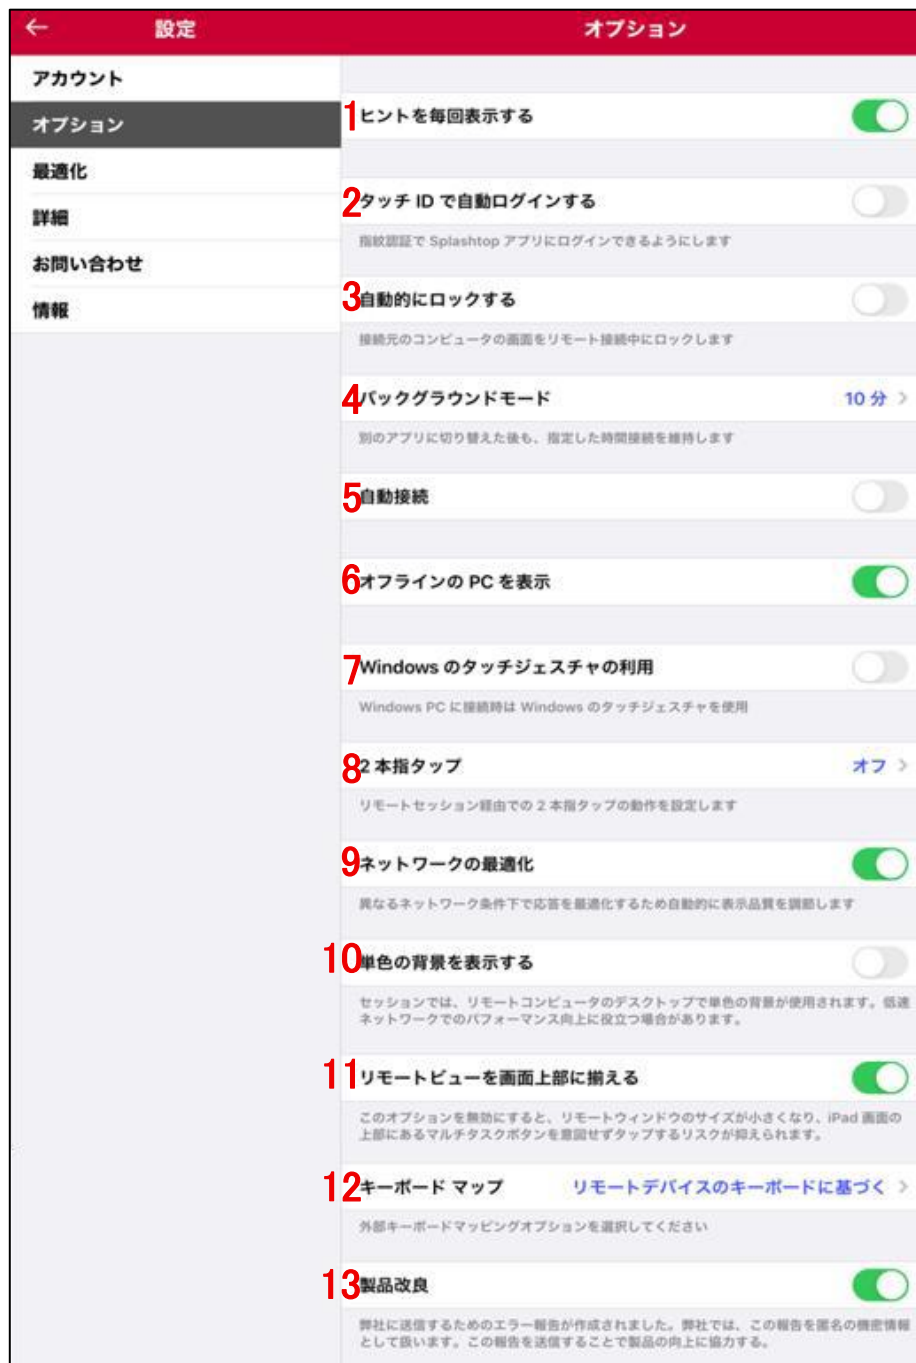 ← 設定
オプション
アカウント
オプション
最適化
詳細
お問い合わせ
情報
1 ヒントを毎回表示する
2 タッチ ID で自動ログインする
指紋認証で Splashtop アプリにログインできるようにします
3 自動的にロックする
接続元のコンピュータの画面をリモート接続中にロックします
4 バックグラウンドモード 10 分 >
別のアプリに切り替えた後も、指定した時間接続を維持します
5 自動接続
6 オフラインの PC を表示
7 Windows のタッチジェスチャの利用
Windows PC に接続時は Windows のタッチジェスチャを使用
8 2 本指タップ オフ >
リモートセッション経由での 2 本指タップの動作を設定します
9 ネットワークの最適化
異なるネットワーク条件下で応答を最適化するため自動的に表示品質を調節します
10 単色の背景を表示する
セッションでは、リモートコンピュータのデスクトップで単色の背景が使用されます。低速
ネットワークでのパフォーマンス向上に役立つ場合があります。
11 リモートビューを画面上部に揃える
このオプションを無効にすると、リモートウィンドウのサイズが小さくなり、iPad 画面の
上部にあるマルチタスクボタンを意図せずタップするリスクが抑えられます。
12 キーボード マップ リモートデバイスのキーボードに基づく >
外部キーボードマッピングオプションを選択してください
13 製品改良
弊社に送信するためのエラー報告が作成されました。弊社では、この報告を匿名の機密情報
として扱います。この報告を送信することで製品の向上に協力する。